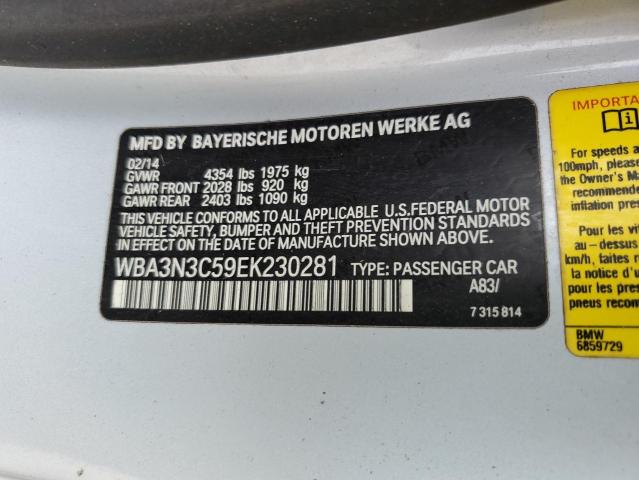 MFD BY BAYERISCHE MOTOREN WERKE AG
02/14
GVWR 4354 lbs 1975 kg
GAWR FRONT 2028 lbs 920 kg
GAWR REAR 2403 lbs 1090 kg
THIS VEHICLE CONFORMS TO ALL APPLICABLE U.S.FEDERAL MOTOR
VEHICLE SAFETY, BUMPER AND THEFT PREVENTION STANDARDS
IN EFFECT ON THE DATE OF MANUFACTURE SHOWN ABOVE.
WBA3N3C59EK230281 TYPE: PASSENGER CAR
A83/
7 315 814
IMPORTA
For speeds a
100mph, please
the Owner's Ma
recommende
inflation pres
Pour les vit
au - dessus
km/h, faites
la notice d'
pour les pres
pneus recom
BMW
6859729